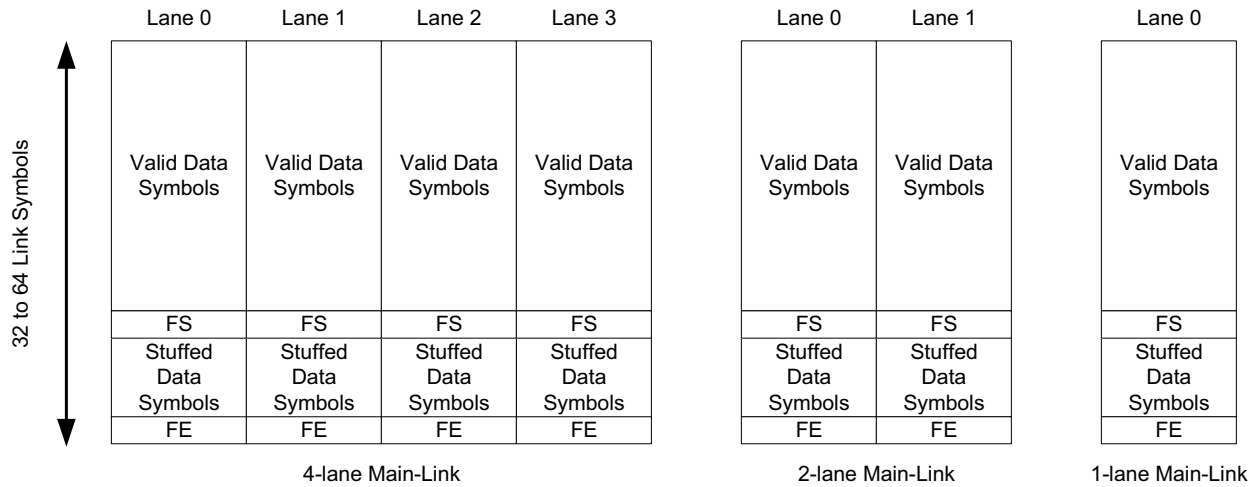 Lane 0 Lane 1 Lane 2 Lane 3 Lane 0 Lane 1 Lane 0
32 to 64 Link Symbols
Valid Data Valid Data Valid Data Valid Data Valid Data Valid Data Valid Data
Symbols Symbols Symbols Symbols Symbols Symbols Symbols
FS FS FS FS FS FS FS
Stuffed Stuffed Stuffed Stuffed Stuffed Stuffed Stuffed
Data Data Data Data Data Data Data
Symbols Symbols Symbols Symbols Symbols Symbols Symbols
FE FE FE FE FE FE FE
4-lane Main-Link 2-lane Main-Link 1-lane Main-Link